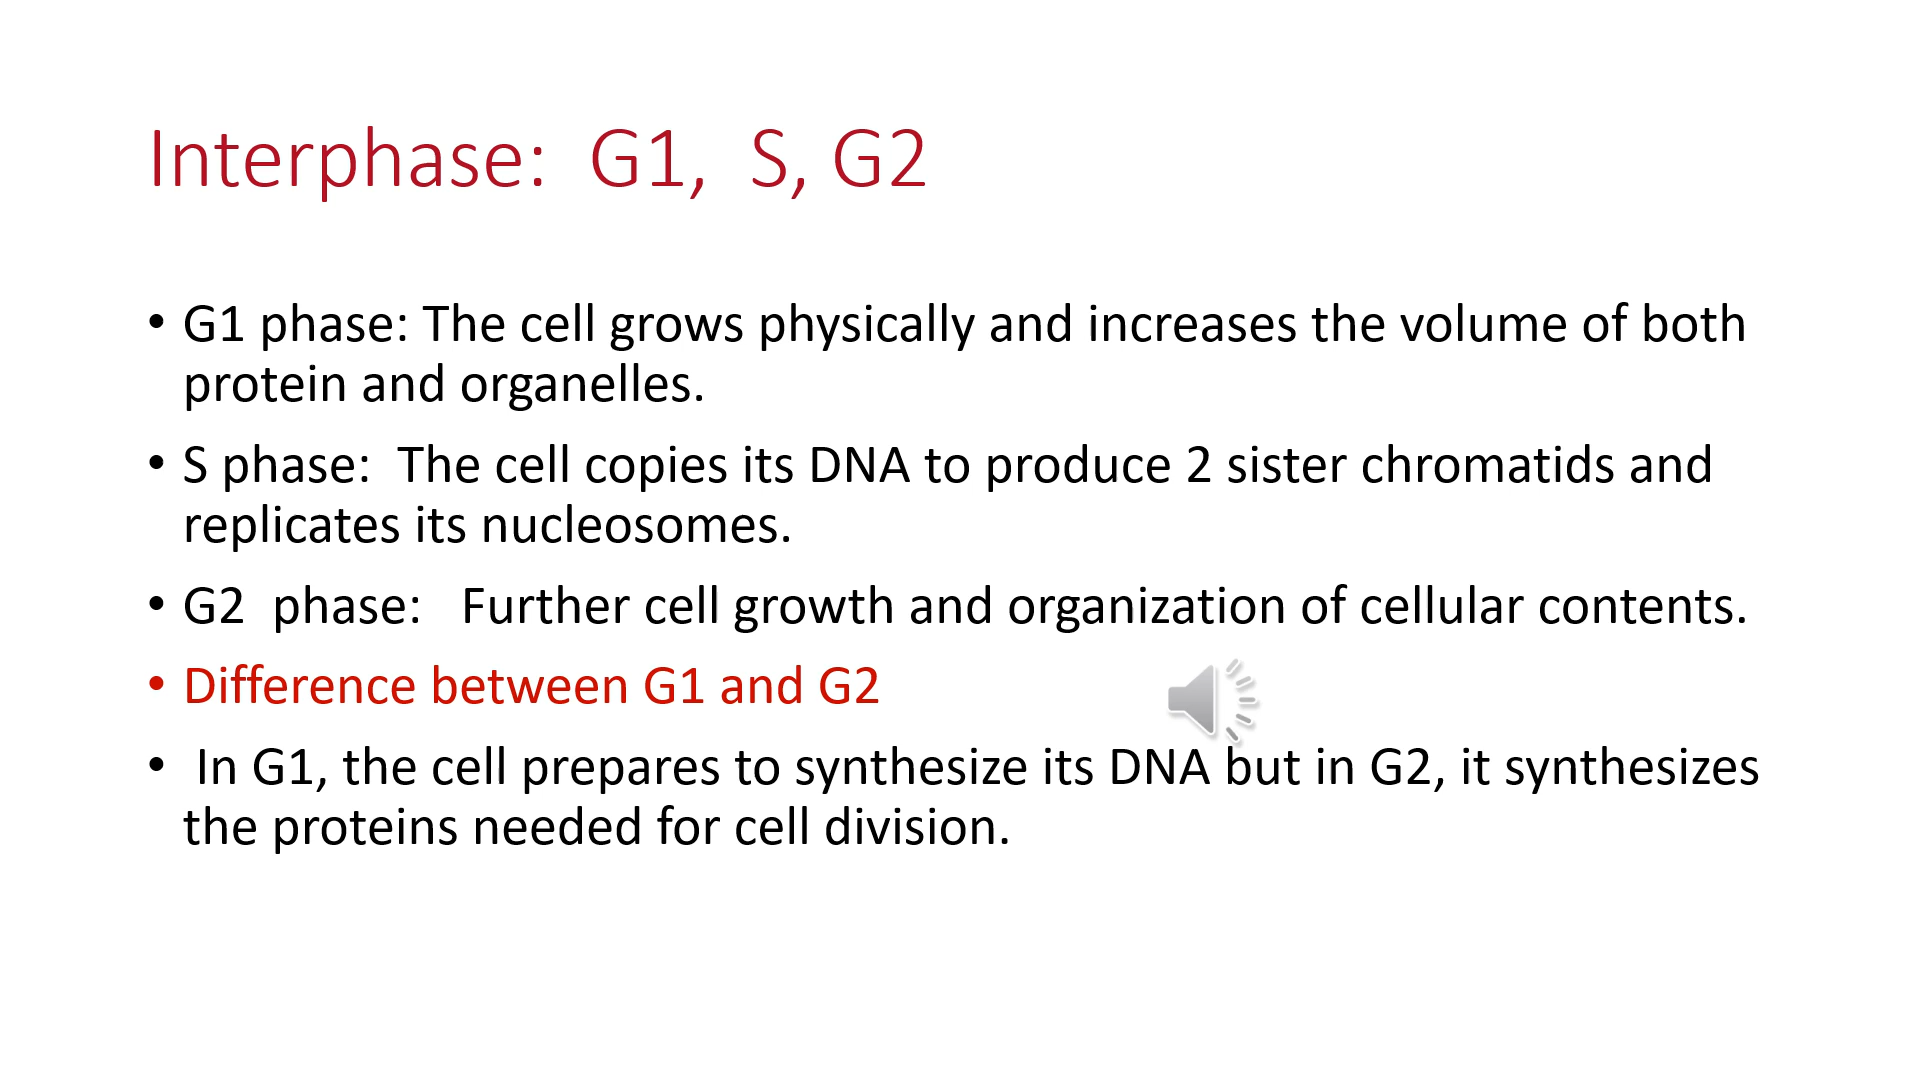 Interphase:  G1,  S, G2
• G1 phase: The cell grows physically and increases the volume of both
protein and organelles.
• S phase:  The cell copies its DNA to produce 2 sister chromatids and
replicates its nucleosomes.
• G2  phase:   Further cell growth and organization of cellular contents.
• Difference between G1 and G2
•  In G1, the cell prepares to synthesize its DNA but in G2, it synthesizes
the proteins needed for cell division.